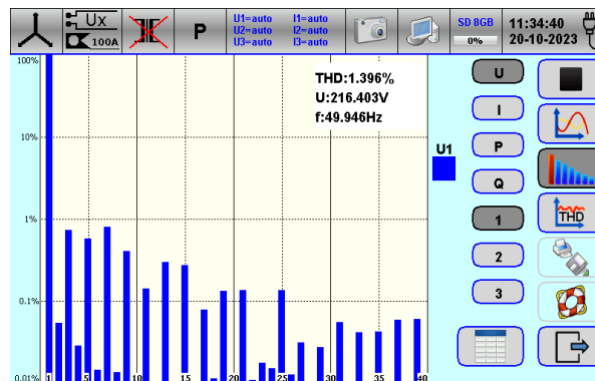 Ux
100A
P
U1=auto I1=auto
U2=auto I2=auto
U3=auto I3=auto
SD 8GB
0%
11:34:40
20-10-2023
100%
10%
1%
0.1%
0.01%
THD:1.396%
U:216.403V
f:49.946Hz
U1
U
I
P
Q
1
2
3
THD
1 5 10 15 20 25 30 35 40